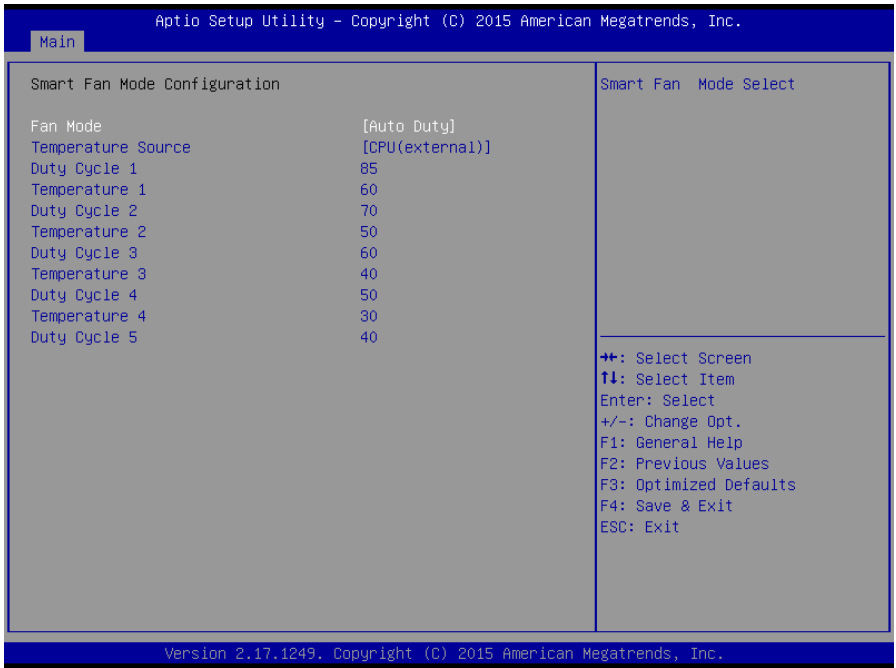 Aptio Setup Utility – Copyright (C) 2015 American Megatrends, Inc.
Main
Smart Fan Mode Configuration
Fan Mode [Auto Duty]
Temperature Source [CPU(external)]
Duty Cycle 1 85
Temperature 1 60
Duty Cycle 2 70
Temperature 2 50
Duty Cycle 3 60
Temperature 3 40
Duty Cycle 4 50
Temperature 4 30
Duty Cycle 5 40
Smart Fan  Mode Select
→←: Select Screen
↑↓: Select Item
Enter: Select
+/-: Change Opt.
F1: General Help
F2: Previous Values
F3: Optimized Defaults
F4: Save & Exit
ESC: Exit
Version 2.17.1249. Copyright (C) 2015 American Megatrends, Inc.